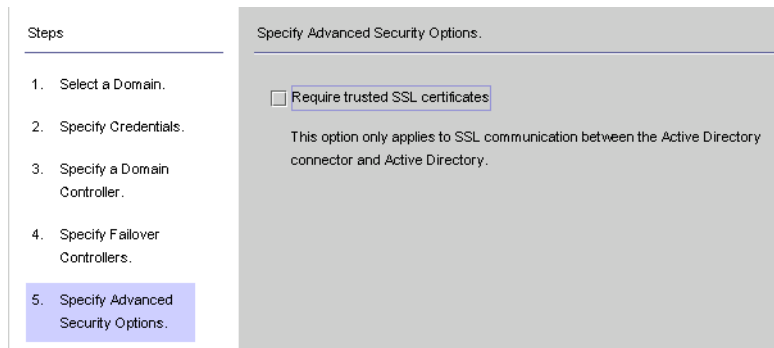 Steps
1. Select a Domain.
2. Specify Credentials.
3. Specify a Domain
Controller.
4. Specify Failover
Controllers.
5. Specify Advanced
Security Options.
Specify Advanced Security Options.
Require trusted SSL certificates
This option only applies to SSL communication between the Active Directory
connector and Active Directory.